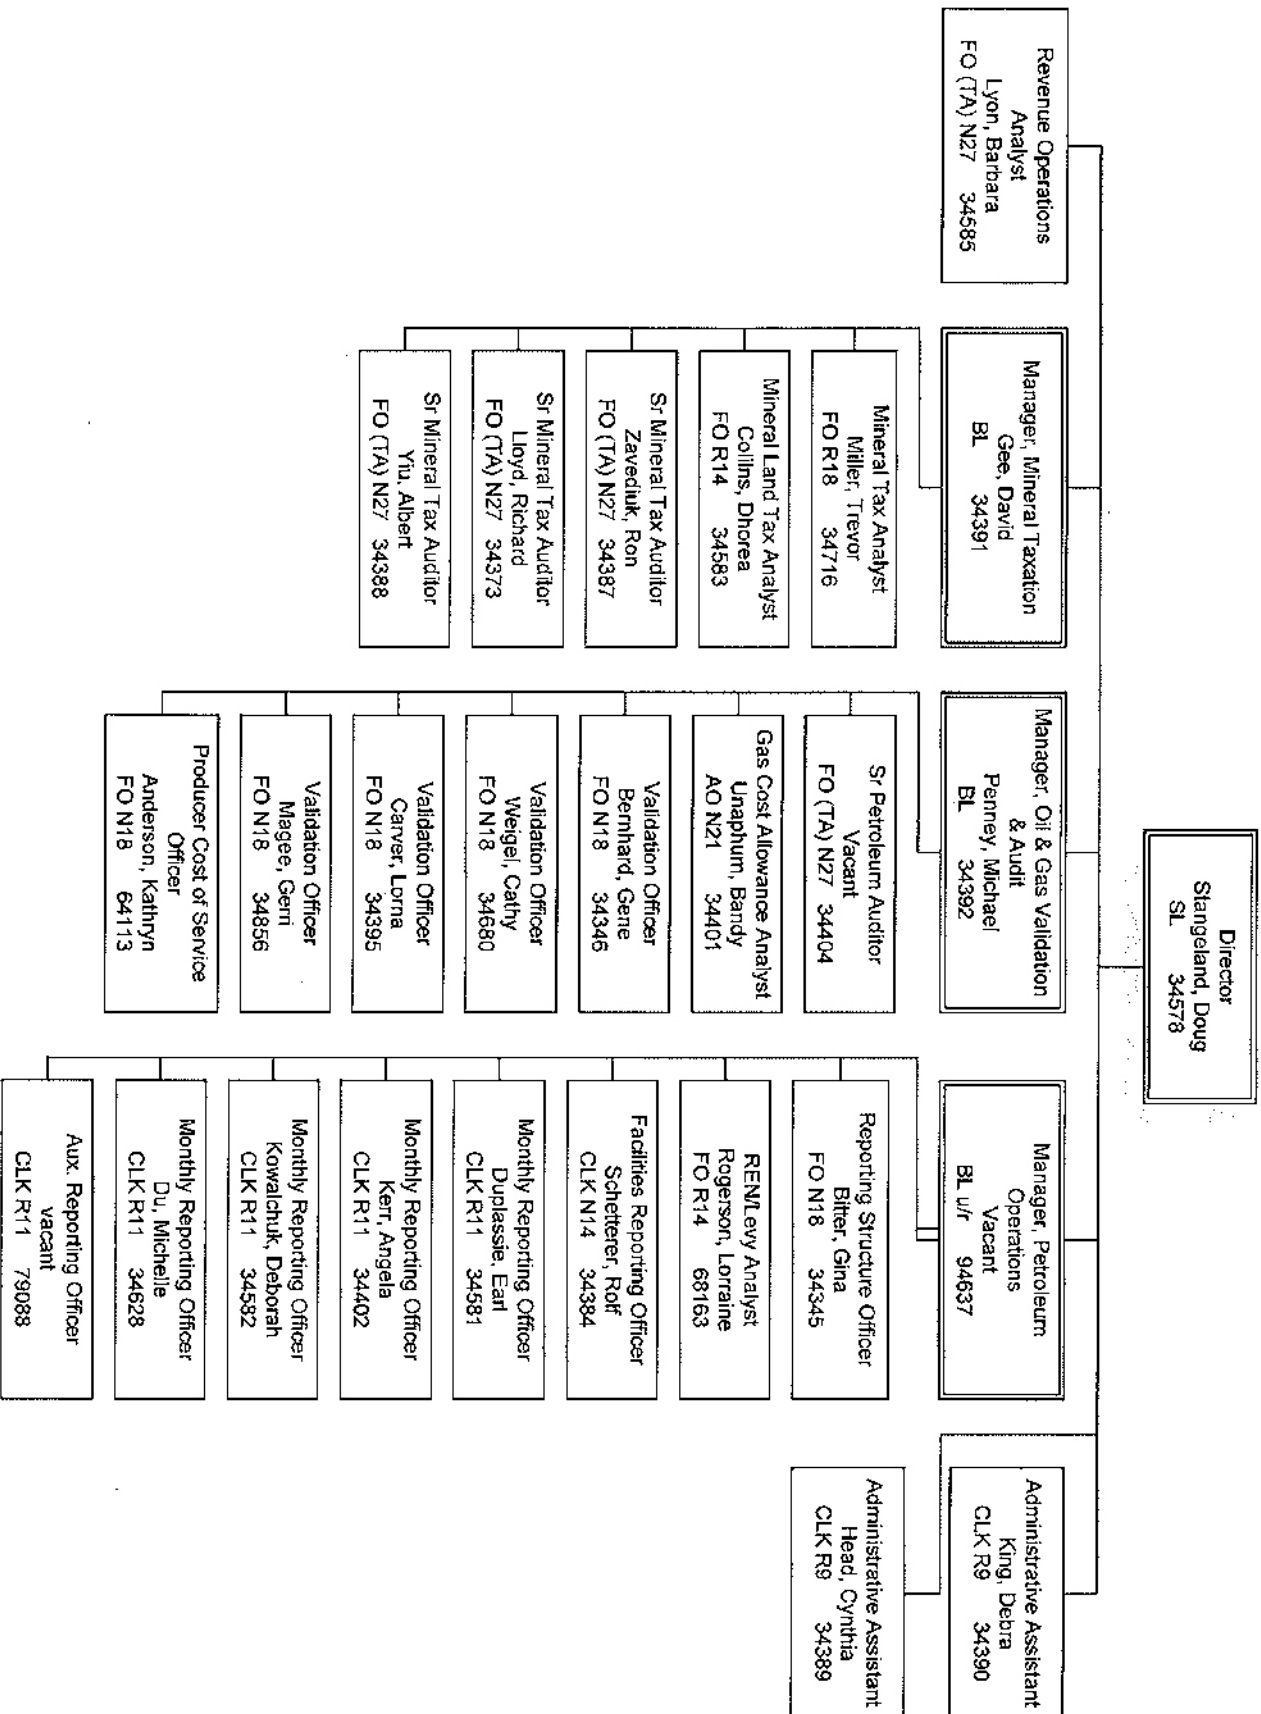 Director
Stangeland, Doug
SL 34578
Revenue Operations
Analyst
Lyon, Barbara
FO (TA) N27 34585
Manager, Mineral Taxation
Gee, David
BL 34391
Manager, Oil & Gas Validation
& Audit
Penney, Michael
BL 34392
Manager, Petroleum
Operations
Vacant
BL u/r 94637
Administrative Assistant
King, Debra
CLK R9 34390
Administrative Assistant
Head, Cynthia
CLK R9 34389
Mineral Tax Analyst
Miller, Trevor
FO R18 34716
Mineral Land Tax Analyst
Colilns, Dhorea
FO R14 34583
Sr Mineral Tax Auditor
Zavediuk, Ron
FO (TA) N27 34387
Sr Mineral Tax Auditor
Lloyd, Richard
FO (TA) N27 34373
Sr Mineral Tax Auditor
Yiu, Albert
FO (TA) N27 34388
Sr Petroleum Auditor
Vacant
FO (TA) N27 34404
Gas Cost Allowance Analyst
Unaphum, Bandy
AO N21 34401
Validation Officer
Bernhard, Gene
FO N18 34346
Validation Officer
Weigel, Cathy
FO N18 34680
Validation Officer
Carver, Lorna
FO N18 34395
Validation Officer
Magee, Gerri
FO N18 34856
Producer Cost of Service
Officer
Anderson, Kathryn
FO N18 64113
Reporting Structure Officer
Bitter, Gina
FO N18 34345
REN/Levy Analyst
Rogerson, Lorraine
FO R14 68163
Facilities Reporting Officer
Schetterer, Rolf
CLK N14 34384
Monthly Reporting Officer
Duplassie, Earl
CLK R11 34581
Monthly Reporting Officer
Kerr, Angela
CLK R11 34402
Monthly Reporting Officer
Kowalchuk, Deborah
CLK R11 34582
Monthly Reporting Officer
Du, Michelle
CLK R11 34628
Aux. Reporting Officer
vacant
CLK R11 79088